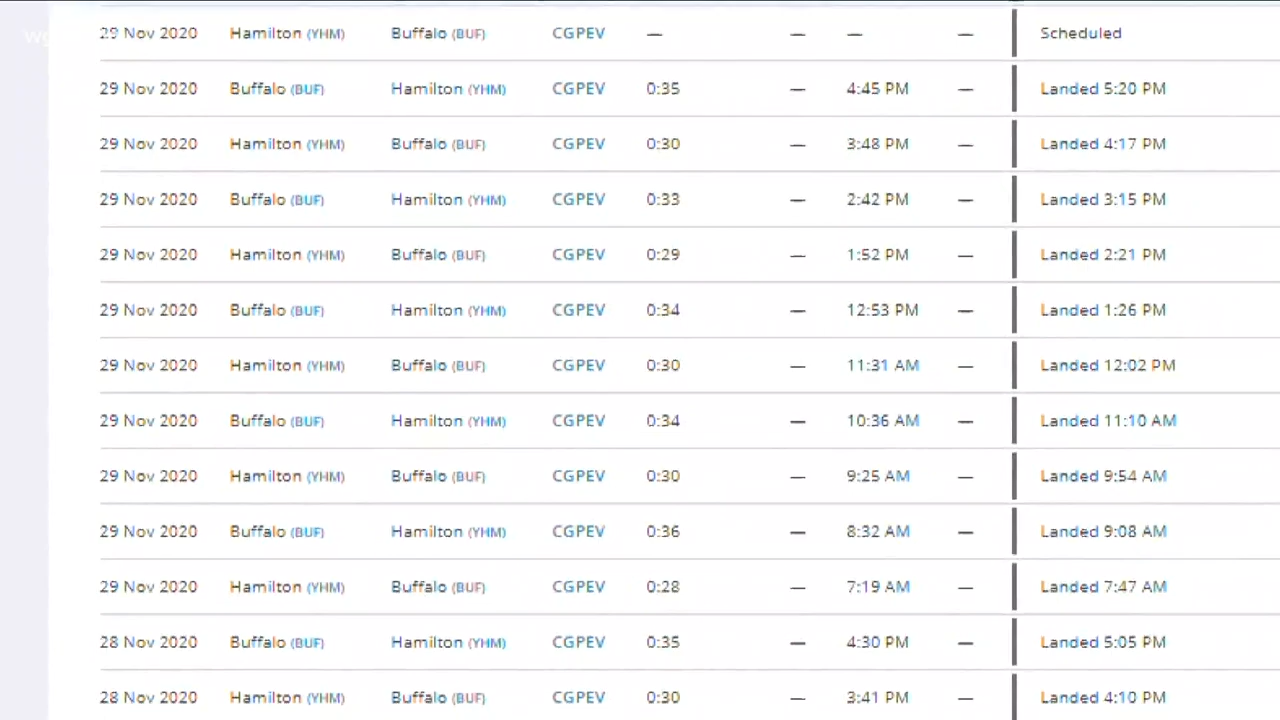 29 Nov 2020 Hamilton (YHM) Buffalo (BUF) CGPEV — — — — Scheduled
29 Nov 2020 Buffalo (BUF) Hamilton (YHM) CGPEV 0:35 — 4:45 PM — Landed 5:20 PM
29 Nov 2020 Hamilton (YHM) Buffalo (BUF) CGPEV 0:30 — 3:48 PM — Landed 4:17 PM
29 Nov 2020 Buffalo (BUF) Hamilton (YHM) CGPEV 0:33 — 2:42 PM — Landed 3:15 PM
29 Nov 2020 Hamilton (YHM) Buffalo (BUF) CGPEV 0:29 — 1:52 PM — Landed 2:21 PM
29 Nov 2020 Buffalo (BUF) Hamilton (YHM) CGPEV 0:34 — 12:53 PM — Landed 1:26 PM
29 Nov 2020 Hamilton (YHM) Buffalo (BUF) CGPEV 0:30 — 11:31 AM — Landed 12:02 PM
29 Nov 2020 Buffalo (BUF) Hamilton (YHM) CGPEV 0:34 — 10:36 AM — Landed 11:10 AM
29 Nov 2020 Hamilton (YHM) Buffalo (BUF) CGPEV 0:30 — 9:25 AM — Landed 9:54 AM
29 Nov 2020 Buffalo (BUF) Hamilton (YHM) CGPEV 0:36 — 8:32 AM — Landed 9:08 AM
29 Nov 2020 Hamilton (YHM) Buffalo (BUF) CGPEV 0:28 — 7:19 AM — Landed 7:47 AM
28 Nov 2020 Buffalo (BUF) Hamilton (YHM) CGPEV 0:35 — 4:30 PM — Landed 5:05 PM
28 Nov 2020 Hamilton (YHM) Buffalo (BUF) CGPEV 0:30 — 3:41 PM — Landed 4:10 PM